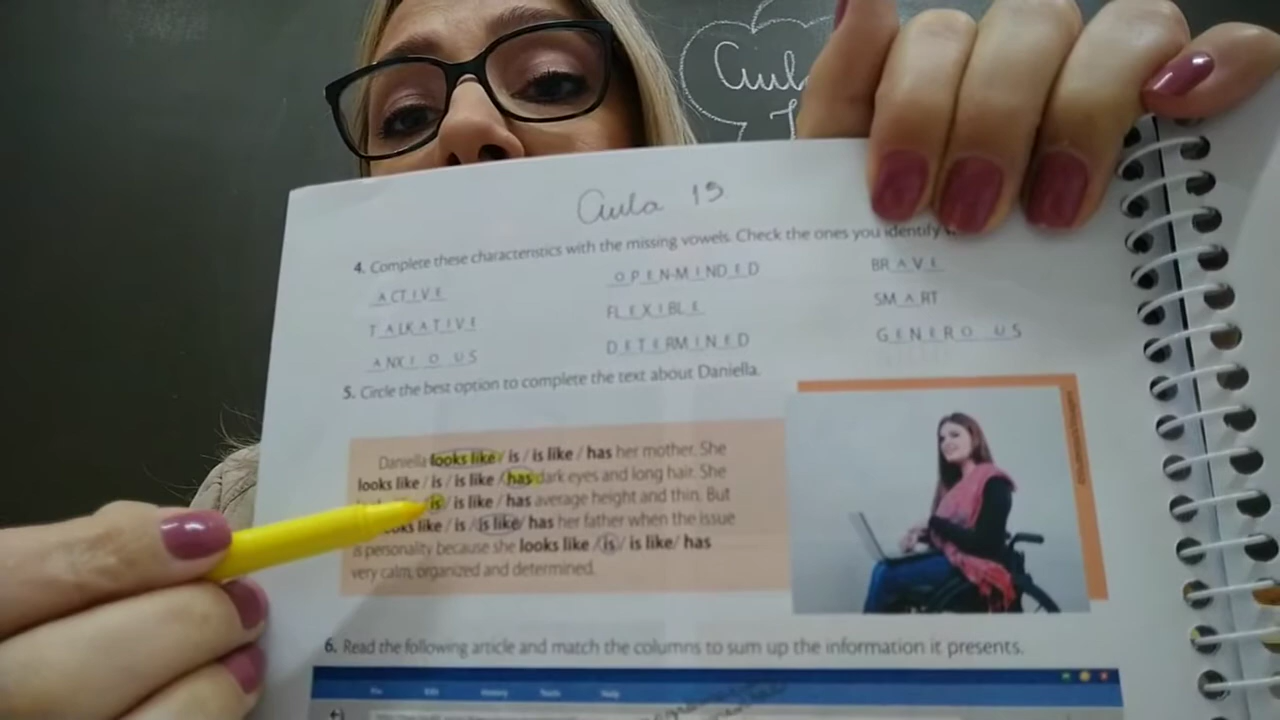 Aula
Aula 15
4. Complete these characteristics with the missing vowels. Check the ones you identify
ACTIVE
OPEN-MINDED
BRAVE
TALKATIVE
FLEXIBLE
SMART
ANXIOUS
DETERMINED
GENEROUS
5. Circle the best option to complete the text about Daniella.
Daniella looks like / is / is like / has her mother. She
looks like / is / is like / has dark eyes and long hair. She
is / is like / has average height and thin. But
looks like / is / is like / has her father when the issue
is personality because she looks like / is / is like / has
very calm, organized and determined.
6. Read the following article and match the columns to sum up the information it presents.
File Edit History Tools Help